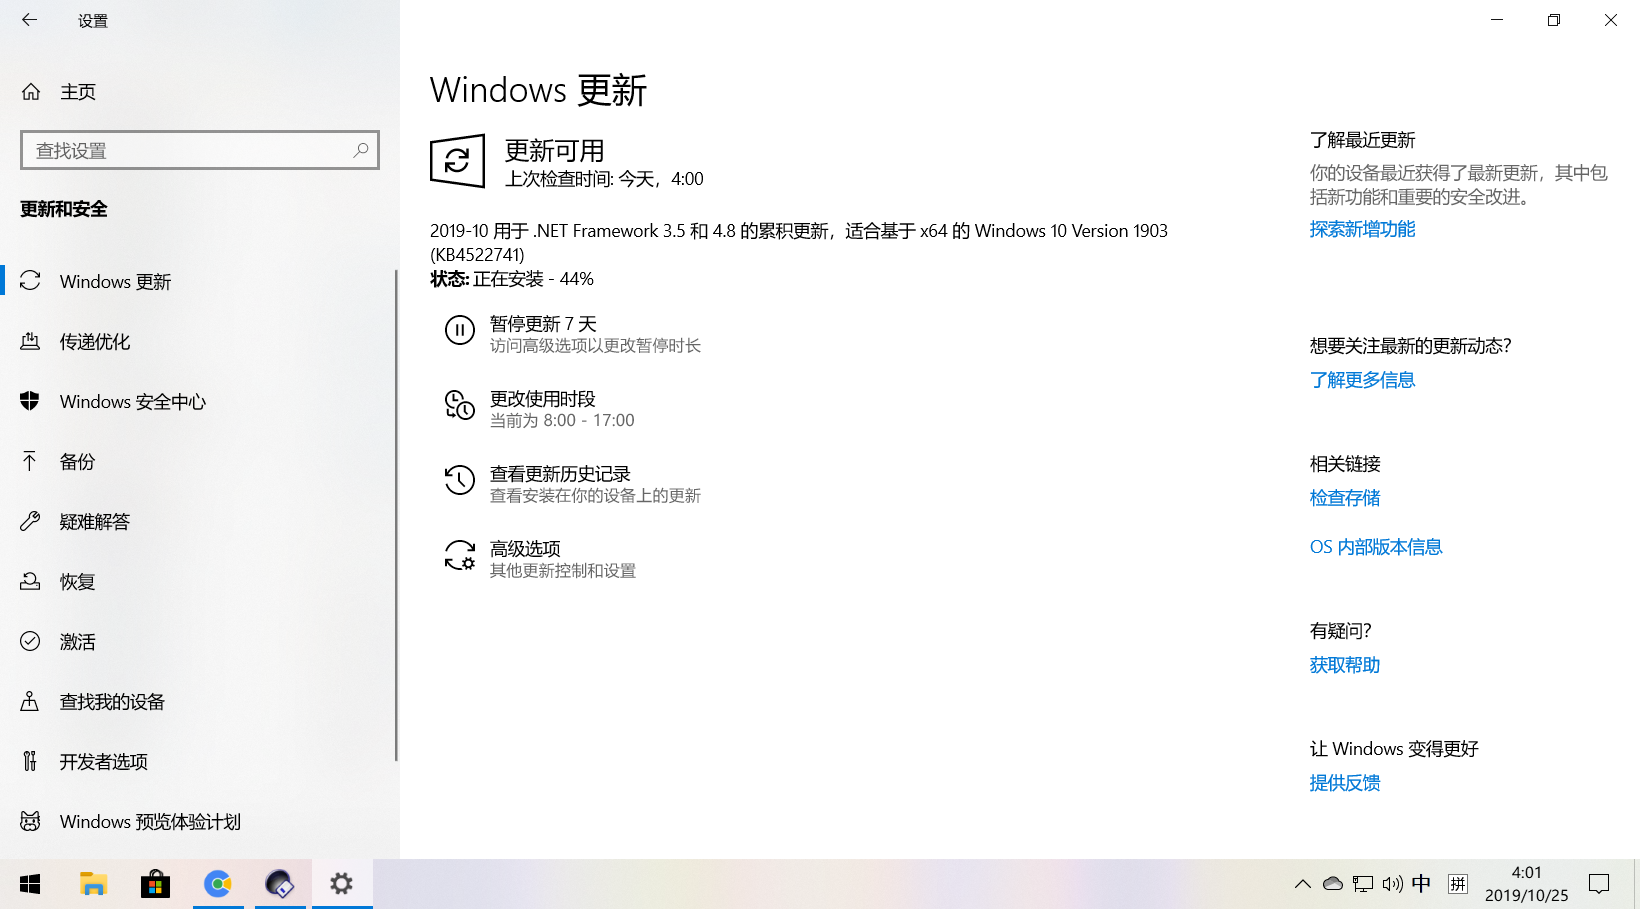 设置
主页
查找设置
更新和安全
Windows 更新
传递优化
Windows 安全中心
备份
疑难解答
恢复
激活
查找我的设备
开发者选项
Windows 预览体验计划
Windows 更新
更新可用
上次检查时间: 今天，4:00
2019-10 用于 .NET Framework 3.5 和 4.8 的累积更新，适合基于 x64 的 Windows 10 Version 1903
(KB4522741)
状态: 正在安装 - 44%
暂停更新 7 天
访问高级选项以更改暂停时长
更改使用时段
当前为 8:00 - 17:00
查看更新历史记录
查看安装在你的设备上的更新
高级选项
其他更新控制和设置
了解最近更新
你的设备最近获得了最新更新，其中包
括新功能和重要的安全改进。
探索新增功能
想要关注最新的更新动态?
了解更多信息
相关链接
检查存储
OS 内部版本信息
有疑问?
获取帮助
让 Windows 变得更好
提供反馈
中
拼
4:01
2019/10/25